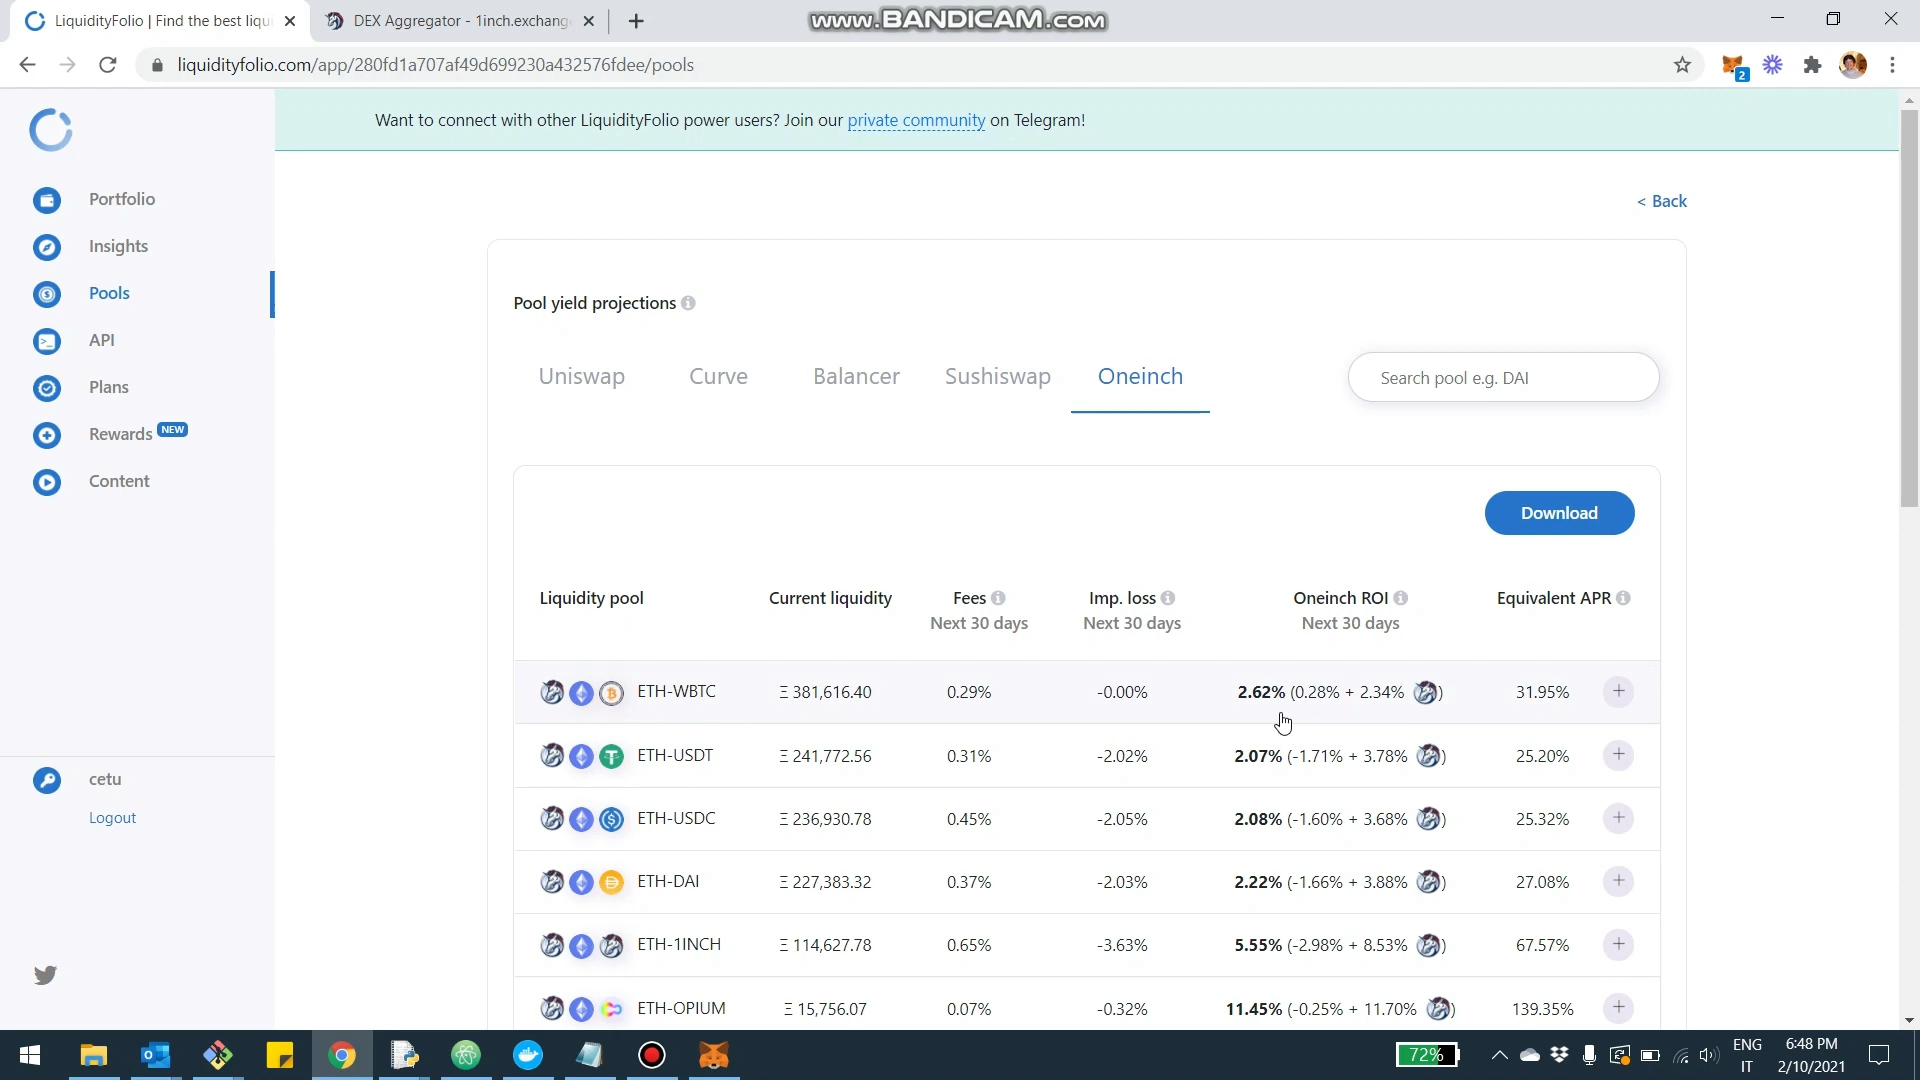 LiquidityFolio | Find the best liqui
DEX Aggregator - 1inch.exchang
www.BANDICAM.com
liquidityfolio.com/app/280fd1a707af49d699230a432576fdee/pools
2
Want to connect with other LiquidityFolio power users? Join our private community on Telegram!
Portfolio
Insights
Pools
API
Plans
Rewards NEW
Content
cetu
Logout
< Back
Pool yield projections
Uniswap Curve Balancer Sushiswap Oneinch
Search pool e.g. DAI
Download
Liquidity pool Current liquidity Fees Imp. loss Oneinch ROI Equivalent APR
Next 30 days Next 30 days Next 30 days
ETH-WBTC Ξ 381,616.40 0.29% -0.00% 2.62% (0.28% + 2.34% ) 31.95% +
ETH-USDT Ξ 241,772.56 0.31% -2.02% 2.07% (-1.71% + 3.78% ) 25.20% +
ETH-USDC Ξ 236,930.78 0.45% -2.05% 2.08% (-1.60% + 3.68% ) 25.32% +
ETH-DAI Ξ 227,383.32 0.37% -2.03% 2.22% (-1.66% + 3.88% ) 27.08% +
ETH-1INCH Ξ 114,627.78 0.65% -3.63% 5.55% (-2.98% + 8.53% ) 67.57% +
ETH-OPIUM Ξ 15,756.07 0.07% -0.32% 11.45% (-0.25% + 11.70% ) 139.35% +
72%
ENG
IT
6:48 PM
2/10/2021